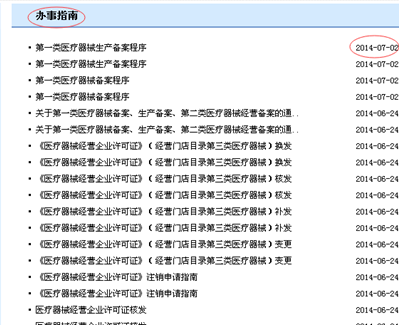 办事指南
第一类医疗器械生产备案程序 2014-07-02
第一类医疗器械生产备案程序 2014-07-02
第一类医疗器械备案程序 2014-07-02
第一类医疗器械备案程序 2014-07-02
关于第一类医疗器械备案、生产备案、第二类医疗器械经营备案的通.. 2014-06-24
关于第一类医疗器械备案、生产备案、第二类医疗器械经营备案的通.. 2014-06-24
《医疗器械经营企业许可证》(经营门店目录第三类医疗器械)换发 2014-06-24
《医疗器械经营企业许可证》(经营门店目录第三类医疗器械)换发 2014-06-24
《医疗器械经营企业许可证》(经营门店目录第三类医疗器械)核发 2014-06-24
《医疗器械经营企业许可证》(经营门店目录第三类医疗器械)核发 2014-06-24
《医疗器械经营企业许可证》(经营门店目录第三类医疗器械)补发 2014-06-24
《医疗器械经营企业许可证》(经营门店目录第三类医疗器械)补发 2014-06-24
《医疗器械经营企业许可证》(经营门店目录第三类医疗器械)变更 2014-06-24
《医疗器械经营企业许可证》(经营门店目录第三类医疗器械)变更 2014-06-24
《医疗器械经营企业许可证》注销申请指南 2014-06-24
《医疗器械经营企业许可证》注销申请指南 2014-06-24
医疗器械经营企业许可证核发 2014-06-24